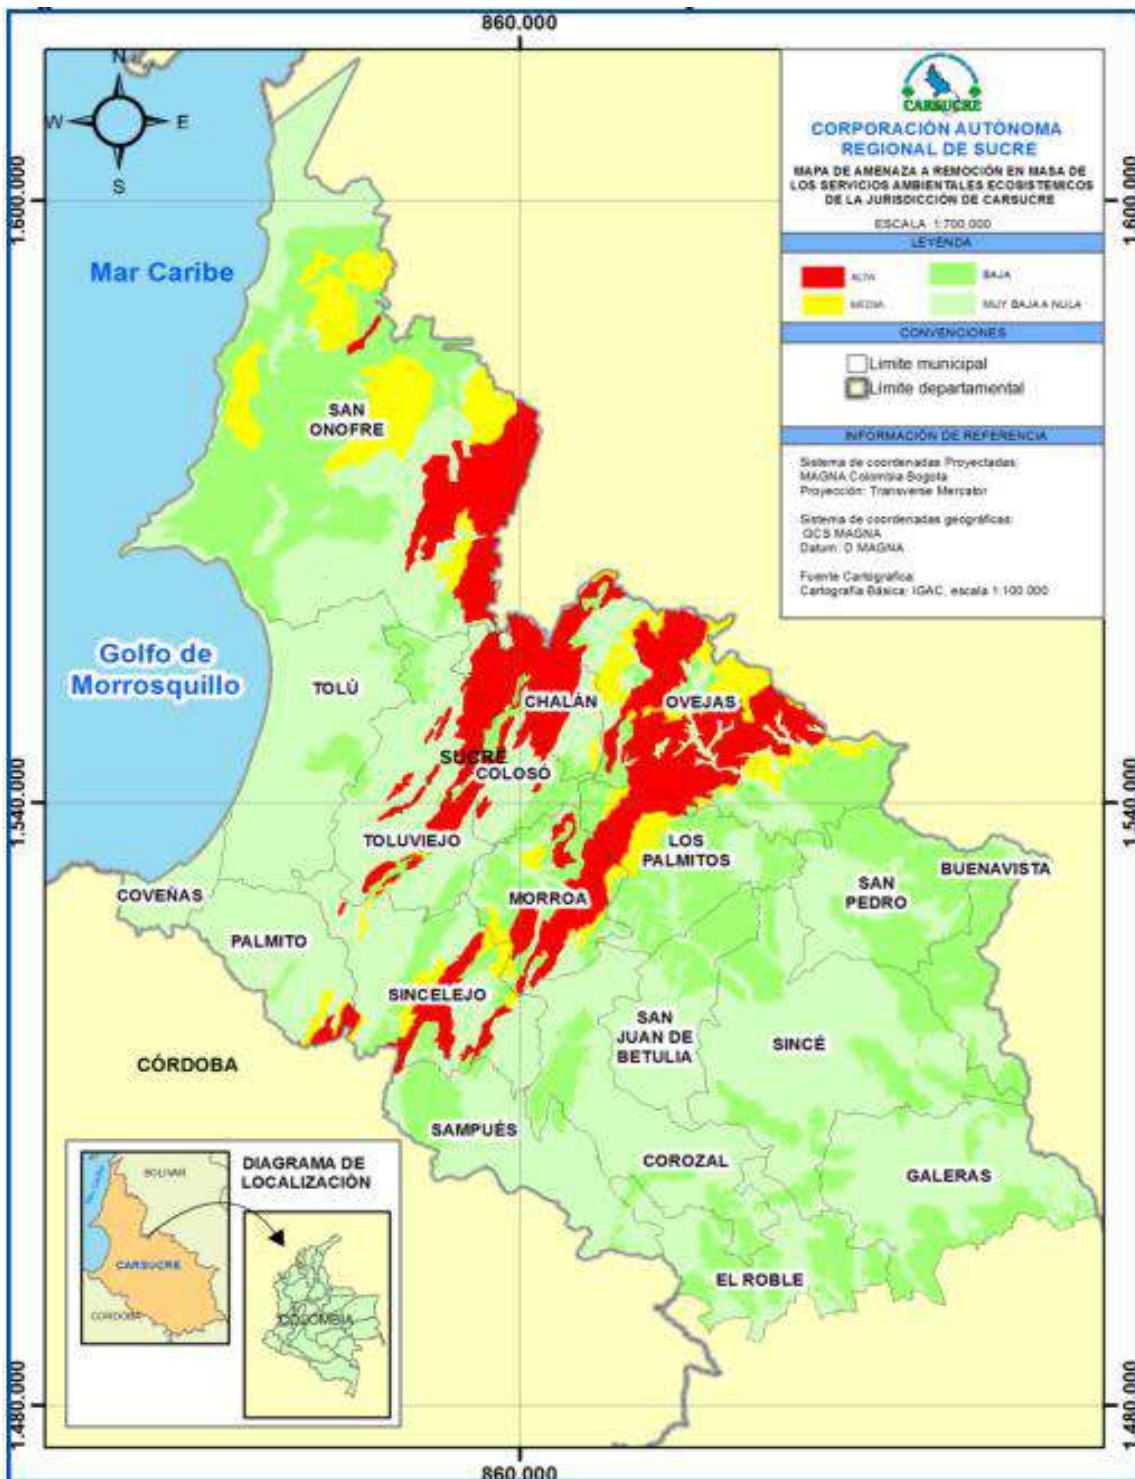 860.000
N
W
E
S
1.600.000
1.600.000
CARSUCRE
CORPORACIÓN AUTÓNOMA
REGIONAL DE SUCRE
MAPA DE AMENAZA A REMOCIÓN EN MASA DE
LOS SERVICIOS AMBIENTALES ECOSISTEMICOS
DE LA JURISDICCIÓN DE CARSUCRE
ESCALA 1:700.000
LEYENDA
ALTA
BAJA
MEDIA
MUY BAJA A NULA
CONVENCIONES
Limite municipal
Límite departamental
INFORMACIÓN DE REFERENCIA
Sistema de coordenadas Proyectadas:
MAGNA Colombia Bogota
Proyección: Transverse Mercator
Sistema de coordenadas geográficas:
GCS MAGNA
Datum: D MAGNA
Fuente Cartografica:
Cartografía Básica: IGAC, escala 1:100.000
Mar Caribe
SAN
ONOFRE
Golfo de
Morrosquillo
TOLÚ
CHALÁN
OVEJAS
SUCRE
COLOSÓ
1.540.000
1.540.000
TOLUVIEJO
LOS
PALMITOS
BUENAVISTA
SAN
PEDRO
COVEÑAS
MORROA
PALMITO
SINCELEJO
SAN
JUAN DE
BETULIA
SINCÉ
CÓRDOBA
SAMPUÉS
COROZAL
GALERAS
EL ROBLE
DIAGRAMA DE
LOCALIZACIÓN
Mar Caribe
BOLIVAR
CARSUCRE
CORDOBA
COLOMBIA
1.480.000
1.480.000
860.000